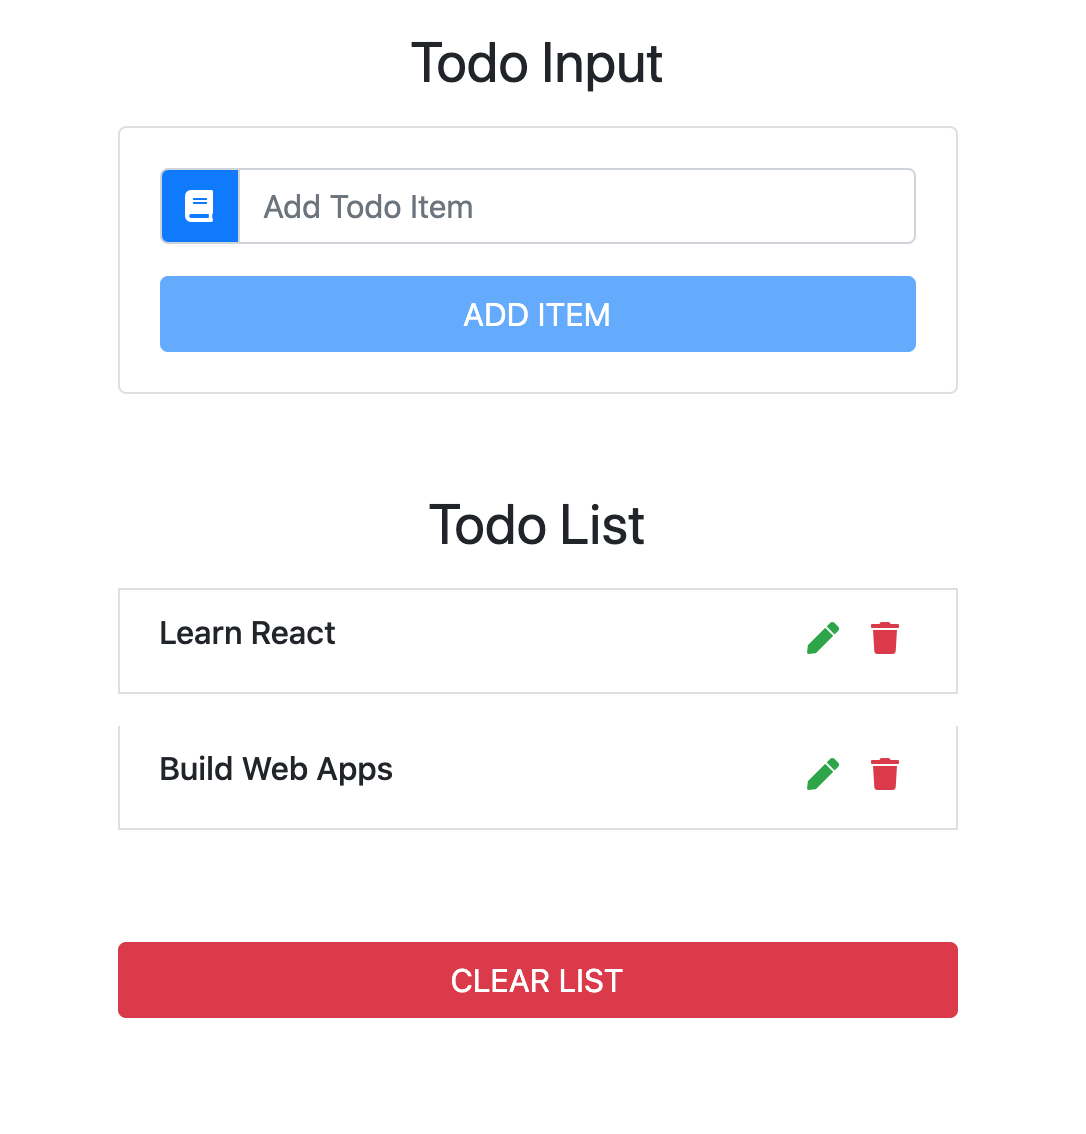 Todo Input
Add Todo Item
ADD ITEM
Todo List
Learn React
Build Web Apps
CLEAR LIST